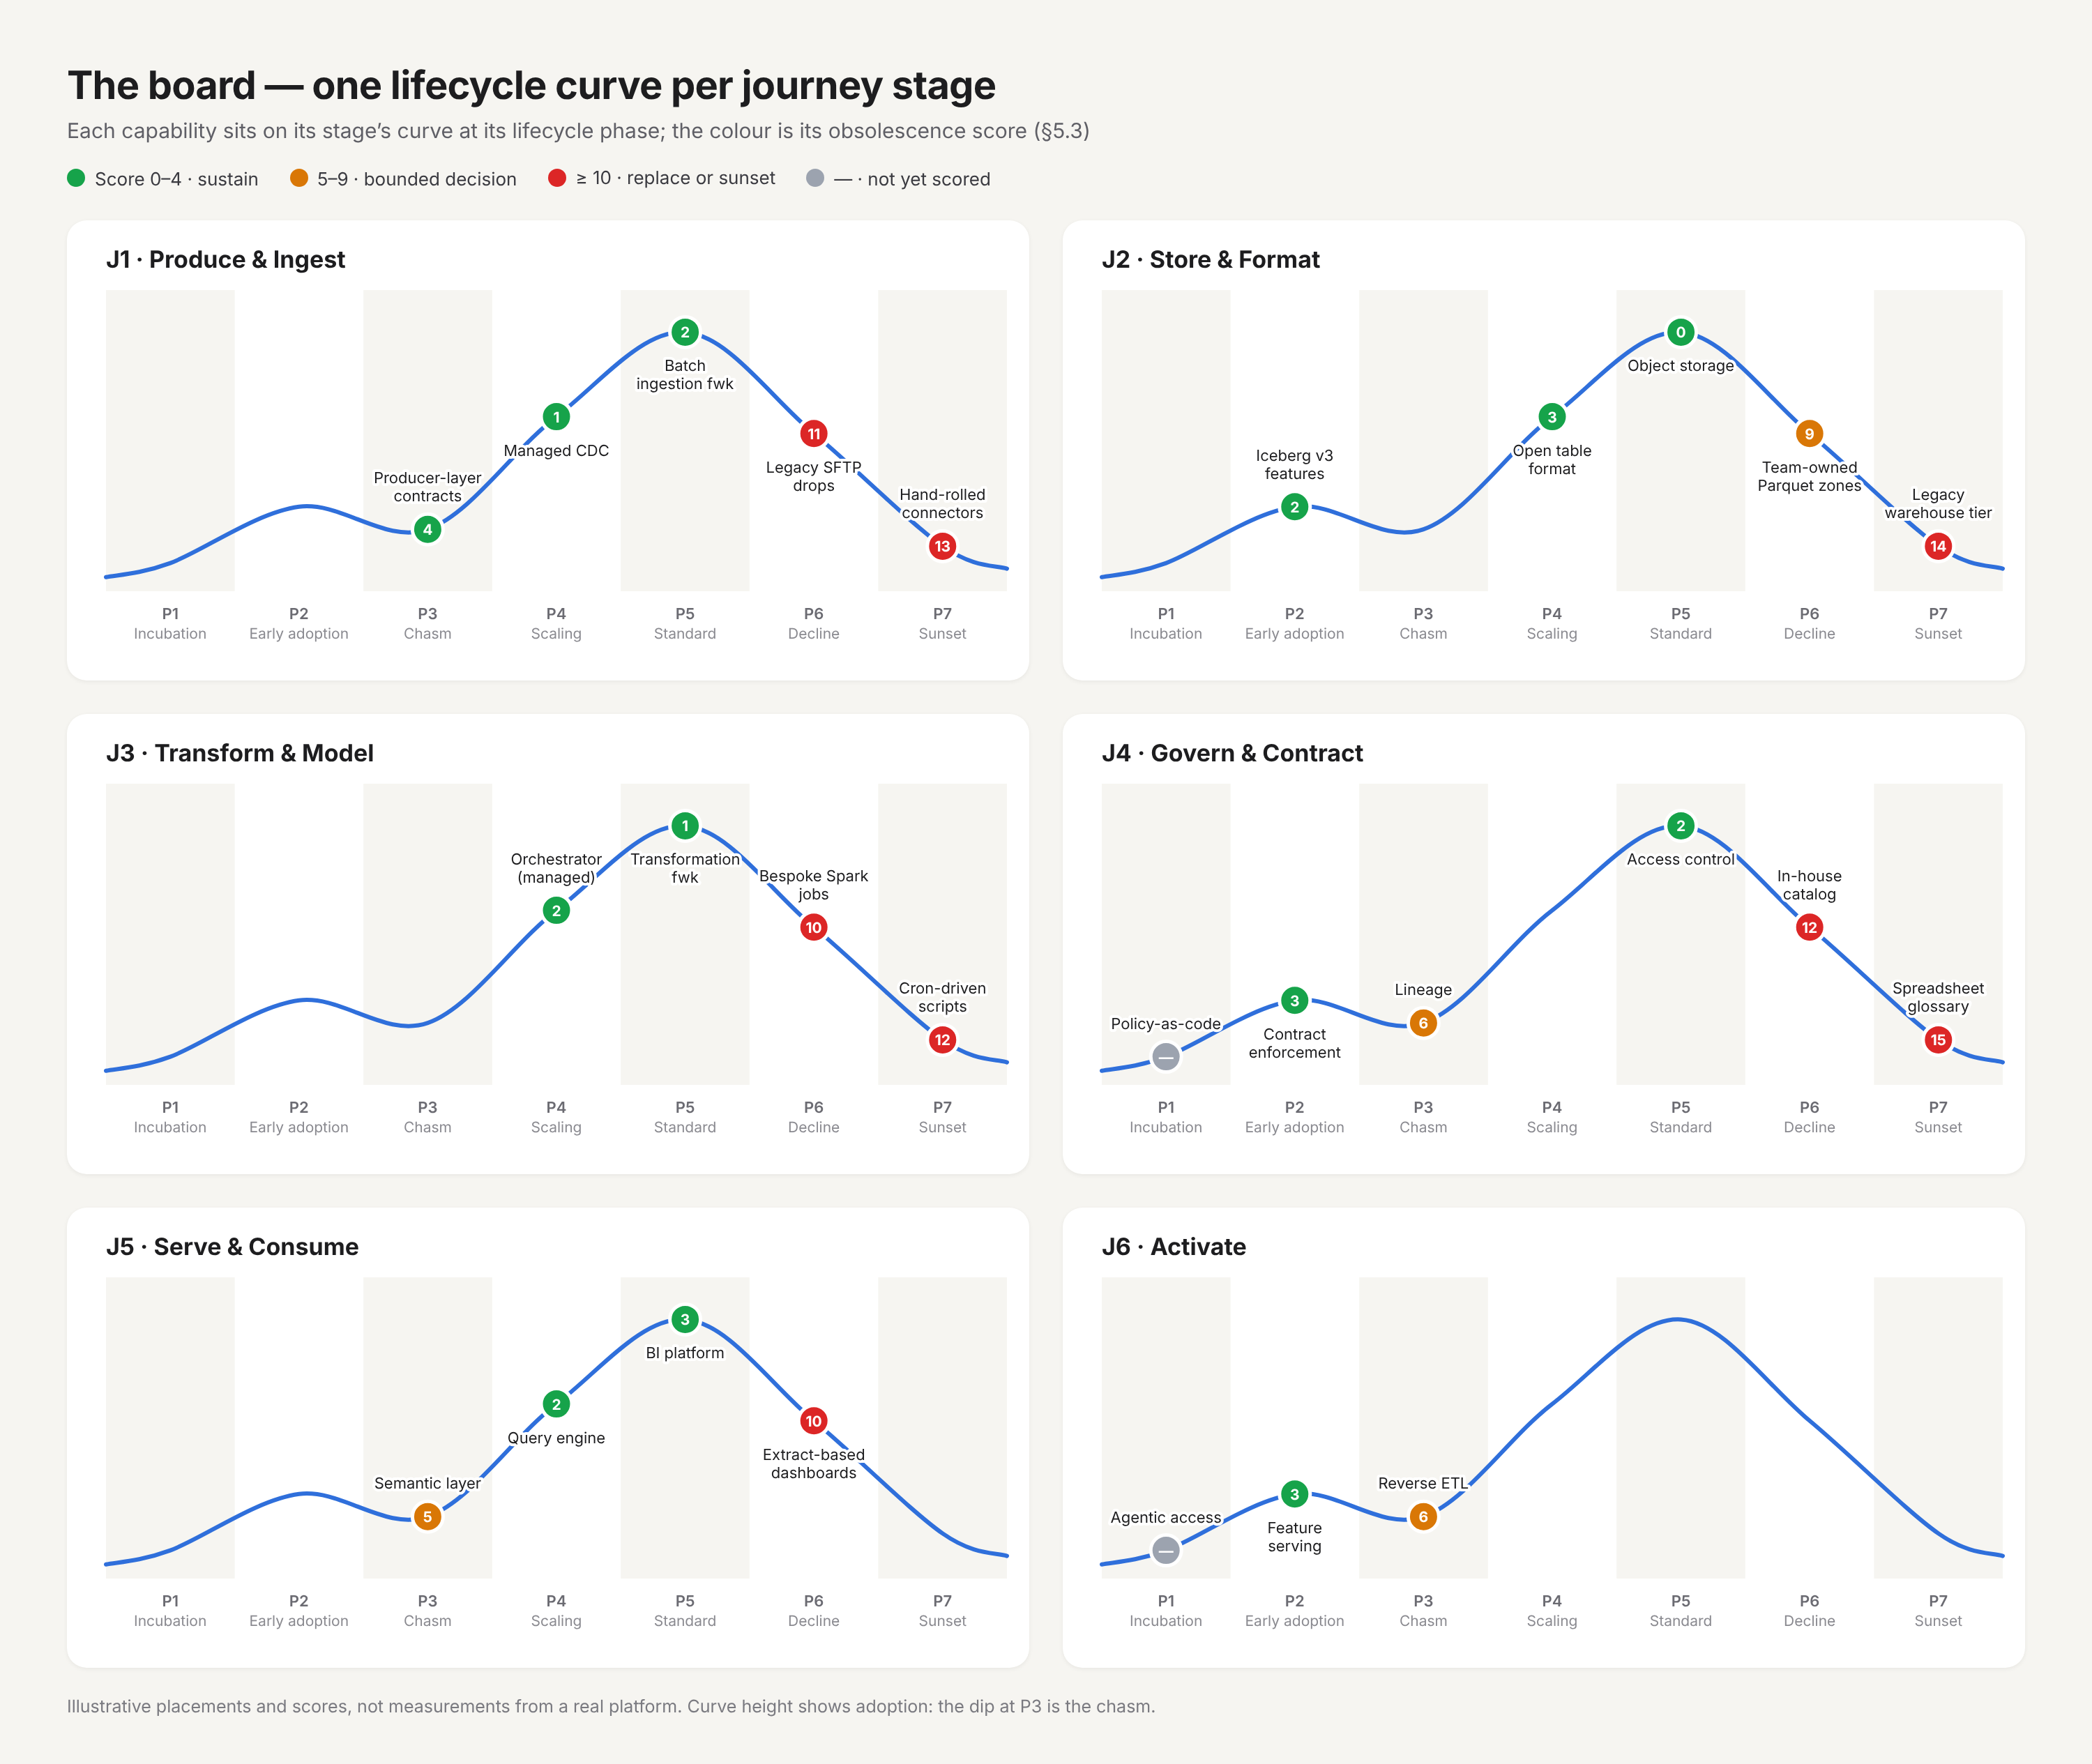 The board — one lifecycle curve per journey stage
Each capability sits on its stage’s curve at its lifecycle phase; the colour is its obsolescence score (§5.3)
Score 0–4 · sustain
5–9 · bounded decision
≥ 10 · replace or sunset
— · not yet scored
J1 · Produce & Ingest
2
Batch
ingestion fwk
1
Managed CDC
11
Legacy SFTP
drops
Producer-layer
contracts
4
Hand-rolled
connectors
13
P1
Incubation
P2
Early adoption
P3
Chasm
P4
Scaling
P5
Standard
P6
Decline
P7
Sunset
J2 · Store & Format
0
Object storage
3
Open table
format
9
Team-owned
Parquet zones
Iceberg v3
features
2
Legacy
warehouse tier
14
P1
Incubation
P2
Early adoption
P3
Chasm
P4
Scaling
P5
Standard
P6
Decline
P7
Sunset
J3 · Transform & Model
1
Transformation
fwk
Orchestrator
(managed)
2
Bespoke Spark
jobs
10
Cron-driven
scripts
12
P1
Incubation
P2
Early adoption
P3
Chasm
P4
Scaling
P5
Standard
P6
Decline
P7
Sunset
J4 · Govern & Contract
2
Access control
In-house
catalog
12
Policy-as-code
—
3
Contract
enforcement
Lineage
6
Spreadsheet
glossary
15
P1
Incubation
P2
Early adoption
P3
Chasm
P4
Scaling
P5
Standard
P6
Decline
P7
Sunset
J5 · Serve & Consume
3
BI platform
2
Query engine
10
Extract-based
dashboards
Semantic layer
5
P1
Incubation
P2
Early adoption
P3
Chasm
P4
Scaling
P5
Standard
P6
Decline
P7
Sunset
J6 · Activate
Agentic access
—
3
Feature
serving
Reverse ETL
6
P1
Incubation
P2
Early adoption
P3
Chasm
P4
Scaling
P5
Standard
P6
Decline
P7
Sunset
Illustrative placements and scores, not measurements from a real platform. Curve height shows adoption: the dip at P3 is the chasm.